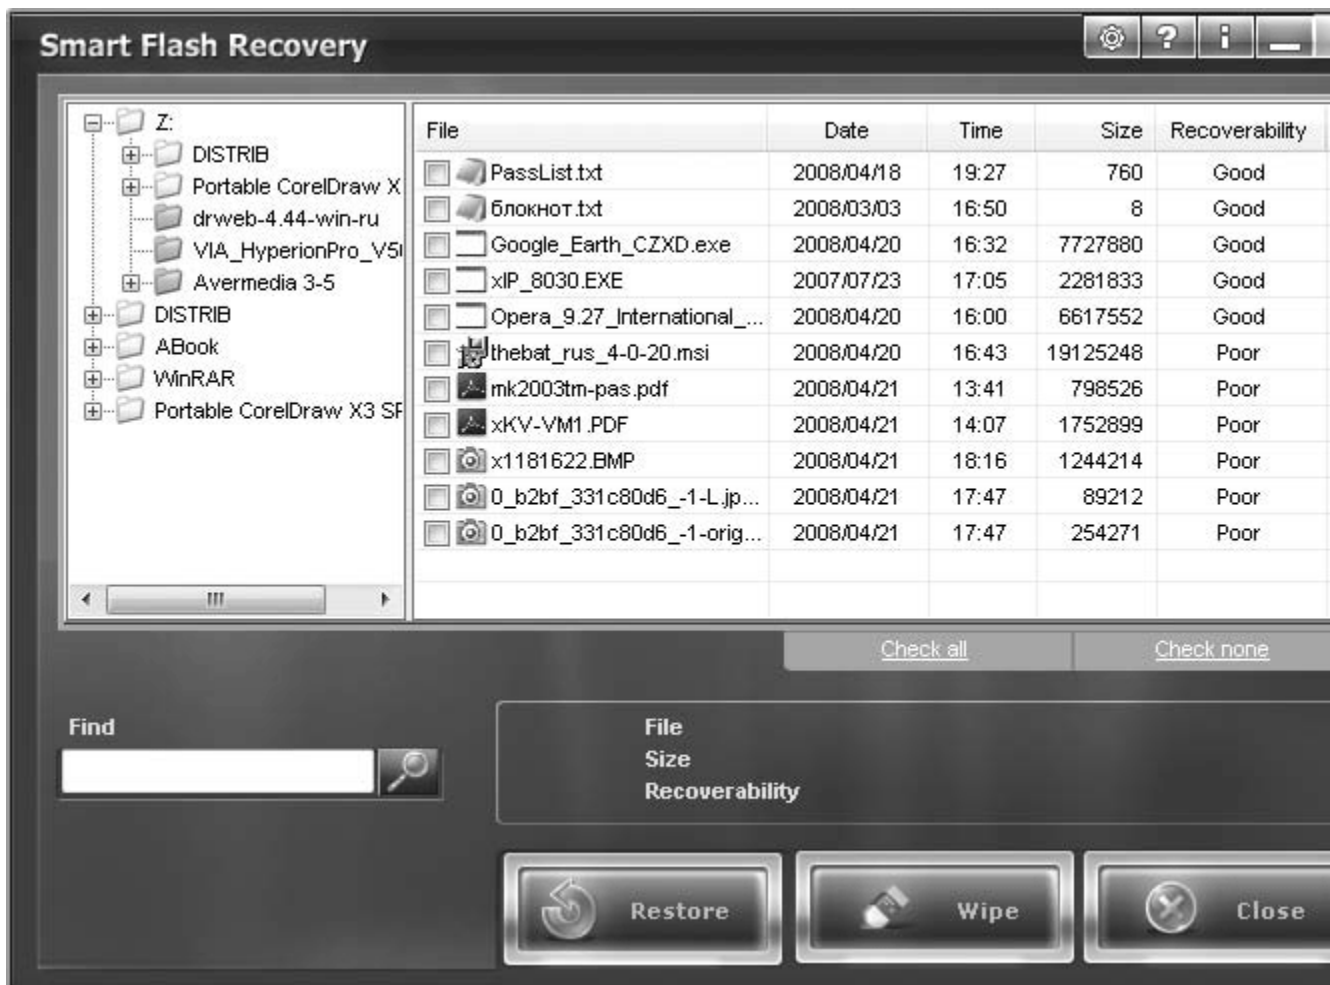 Smart Flash Recovery
Z:
DISTRIB
Portable CorelDraw X
drweb-4.44-win-ru
VIA_HyperionPro_V5
Avermedia 3-5
DISTRIB
ABook
WinRAR
Portable CorelDraw X3 SF
File Date Time Size Recoverability
PassList.txt 2008/04/18 19:27 760 Good
блокнот.txt 2008/03/03 16:50 8 Good
Google_Earth_CZXD.exe 2008/04/20 16:32 7727880 Good
xIP_8030.EXE 2007/07/23 17:05 2281833 Good
Opera_9.27_International_... 2008/04/20 16:00 6617552 Good
thebat_rus_4-0-20.msi 2008/04/20 16:43 19125248 Poor
mk2003tm-pas.pdf 2008/04/21 13:41 798526 Poor
xKV-VM1.PDF 2008/04/21 14:07 1752899 Poor
x1181622.BMP 2008/04/21 18:16 1244214 Poor
0_b2bf_331c80d6_-1-L.jp... 2008/04/21 17:47 89212 Poor
0_b2bf_331c80d6_-1-orig... 2008/04/21 17:47 254271 Poor
Check all Check none
Find
File
Size
Recoverability
Restore Wipe Close